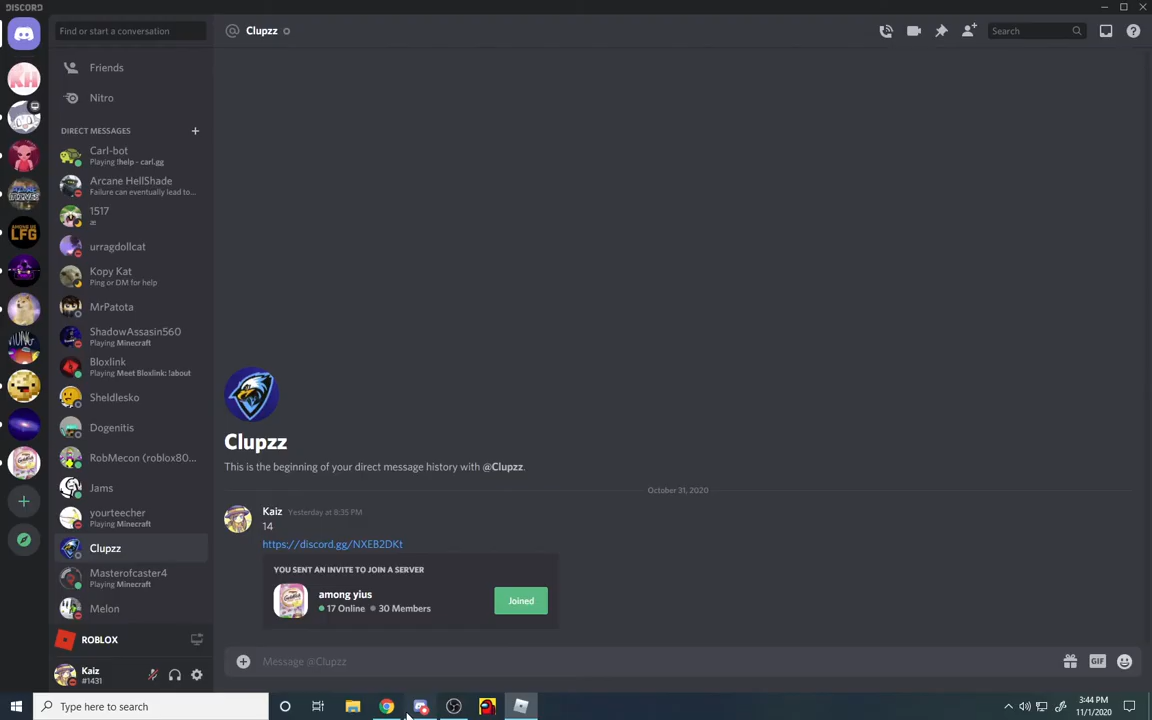 DISCORD
Find or start a conversation
Clupzz
Search
Friends
Nitro
DIRECT MESSAGES
Carl-bot
Playing !help - carl.gg
Arcane HellShade
Failure can eventually lead to...
1517
æ
urragdollcat
Kopy Kat
Ping or DM for help
MrPatota
ShadowAssasin560
Playing Minecraft
Bloxlink
Playing Meet Bloxlink: !about
Sheldlesko
Dogenitis
RobMecon (roblox80...
Jams
yourteecher
Playing Minecraft
Clupzz
Masterofcaster4
Playing Minecraft
Melon
ROBLOX
Kaiz
#1431
Clupzz
This is the beginning of your direct message history with @Clupzz.
October 31, 2020
Kaiz Yesterday at 8:35 PM
14
https://discord.gg/NXEB2DKt
YOU SENT AN INVITE TO JOIN A SERVER
among yius
17 Online 30 Members
Joined
Message @Clupzz
GIF
Type here to search
3:44 PM
11/1/2020
KH
AMONG US
LFG